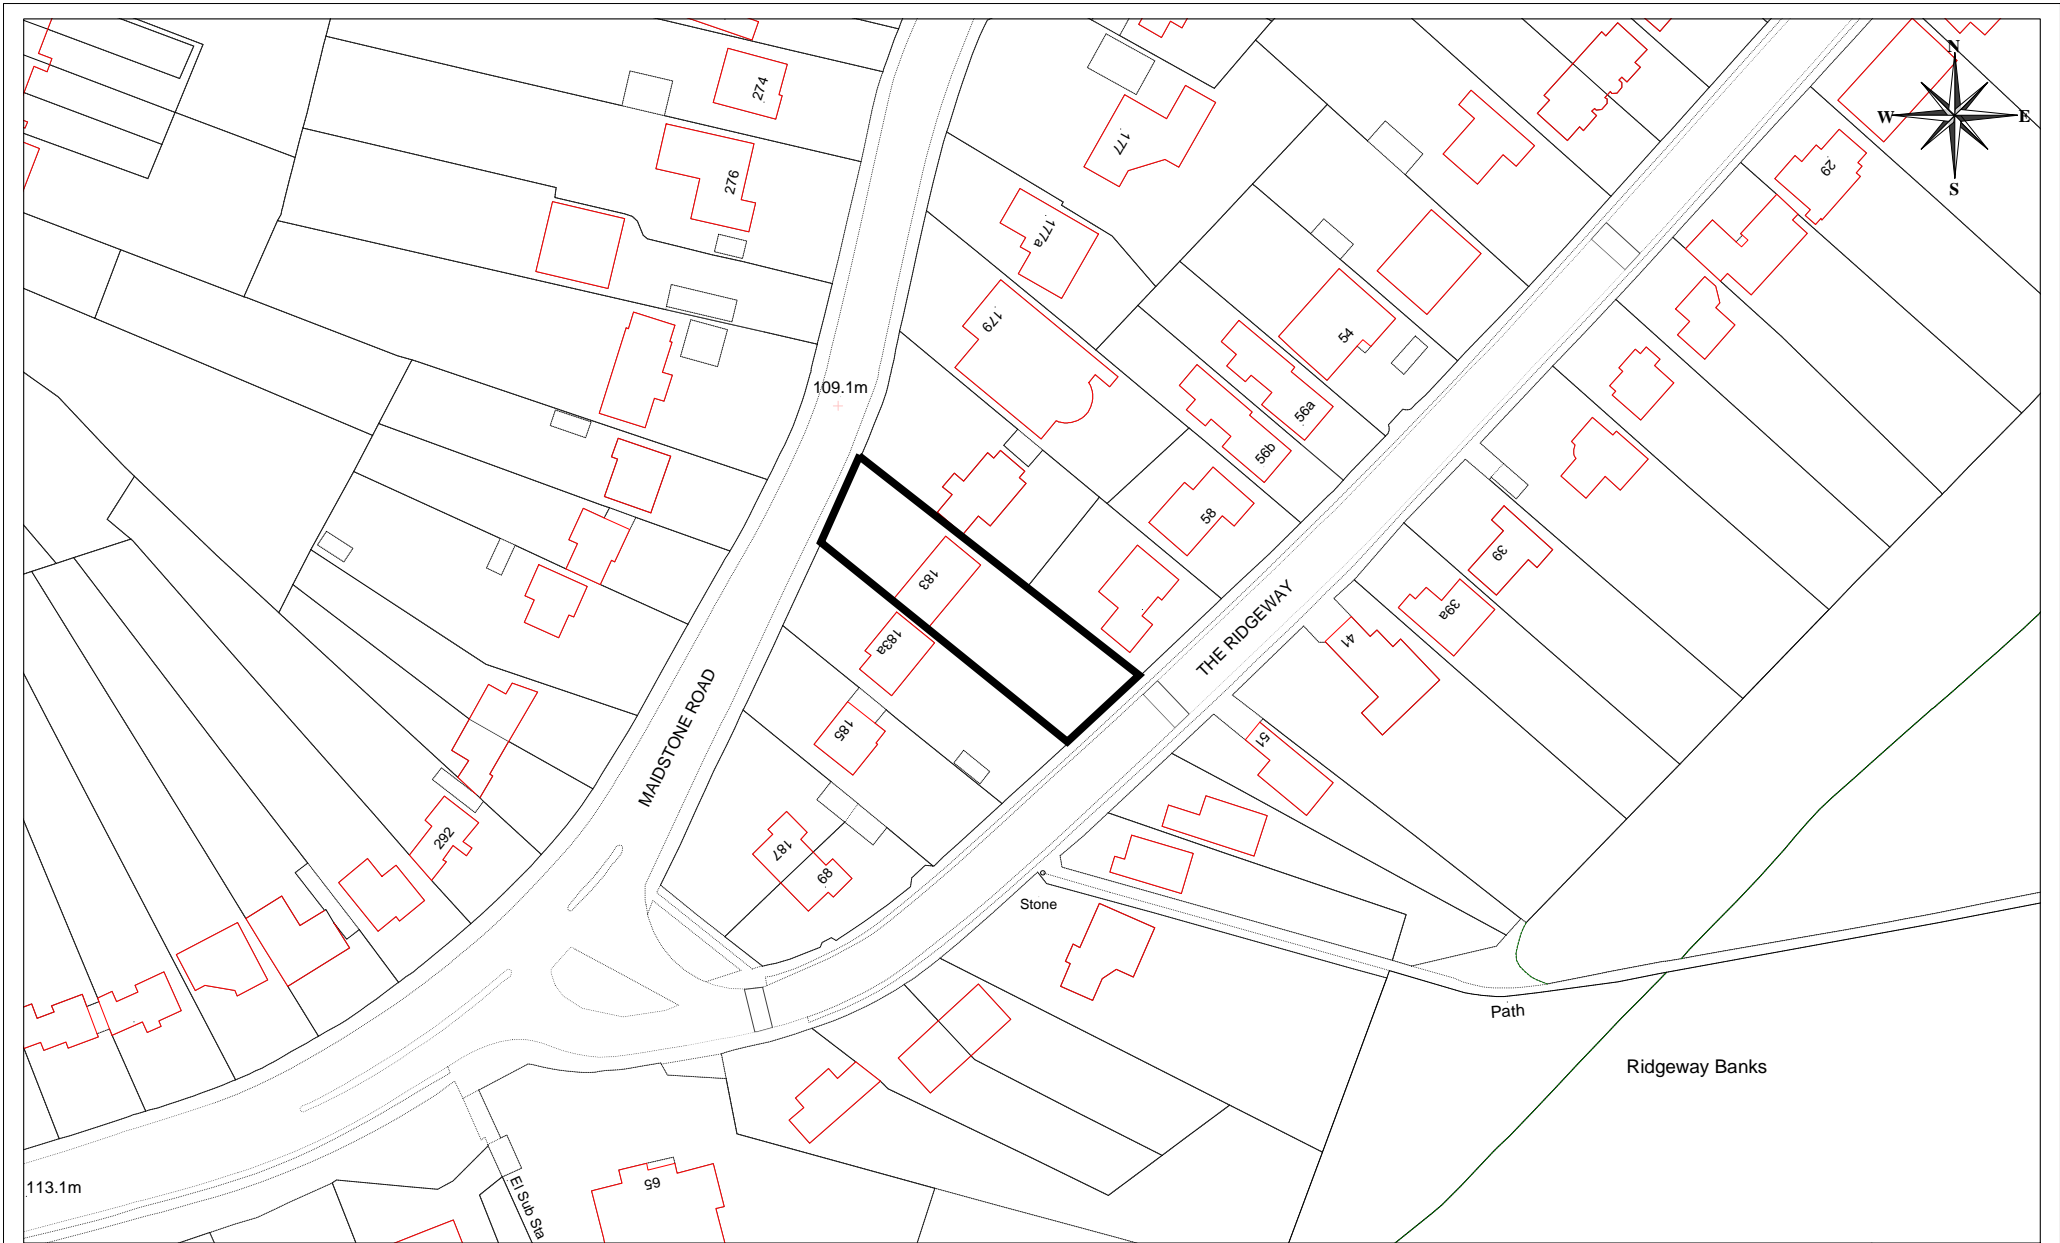 N
W
E
S
274
276
177
177a
179
109.1m
29
54
56a
56b
58
183
183a
185
187
89
39
39a
41
51
THE RIDGEWAY
MAIDSTONE ROAD
292
Stone
Path
Ridgeway Banks
113.1m
El Sub Sta
65